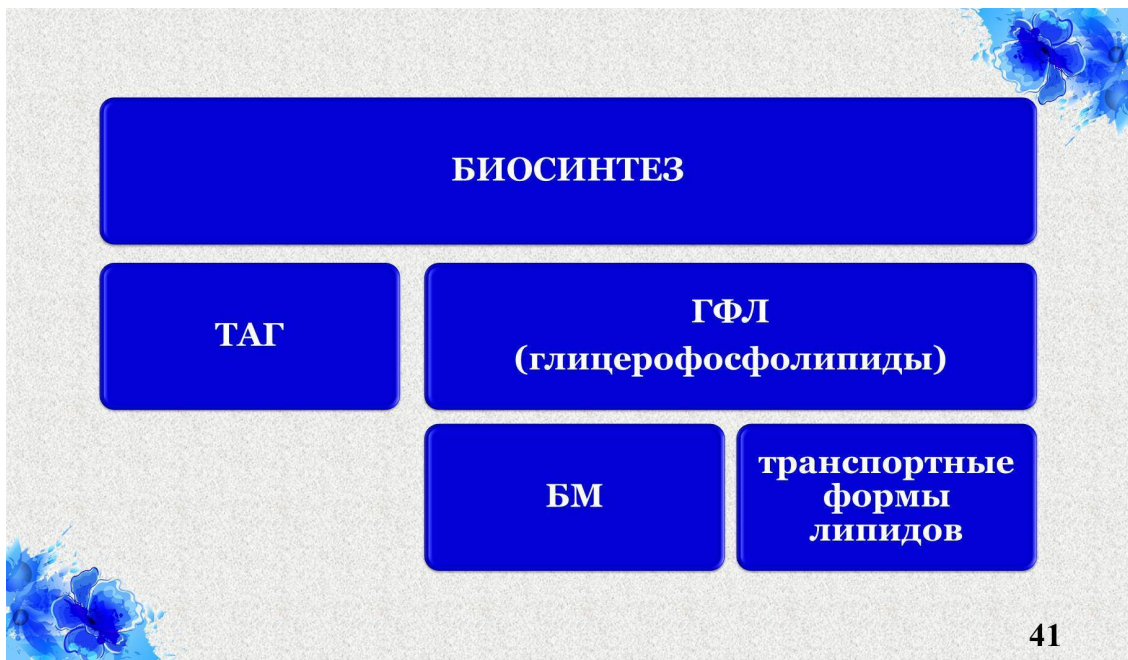 БИОСИНТЕЗ
ТАГ
ГФЛ
(глицерофосфолипиды)
БМ
транспортные
формы
липидов
41